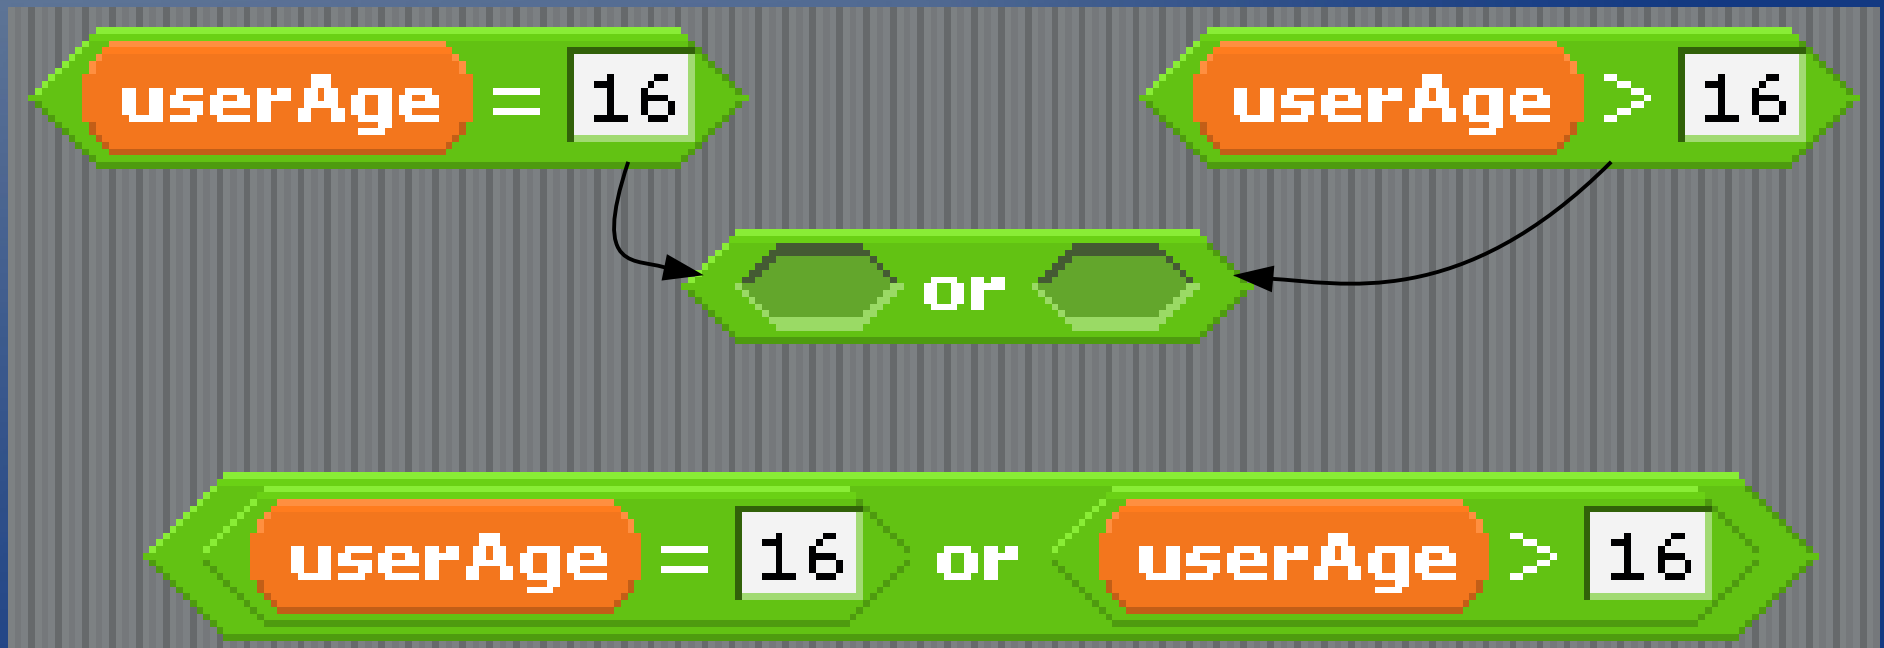 userAge = 16
userAge > 16
or
userAge = 16 or userAge > 16